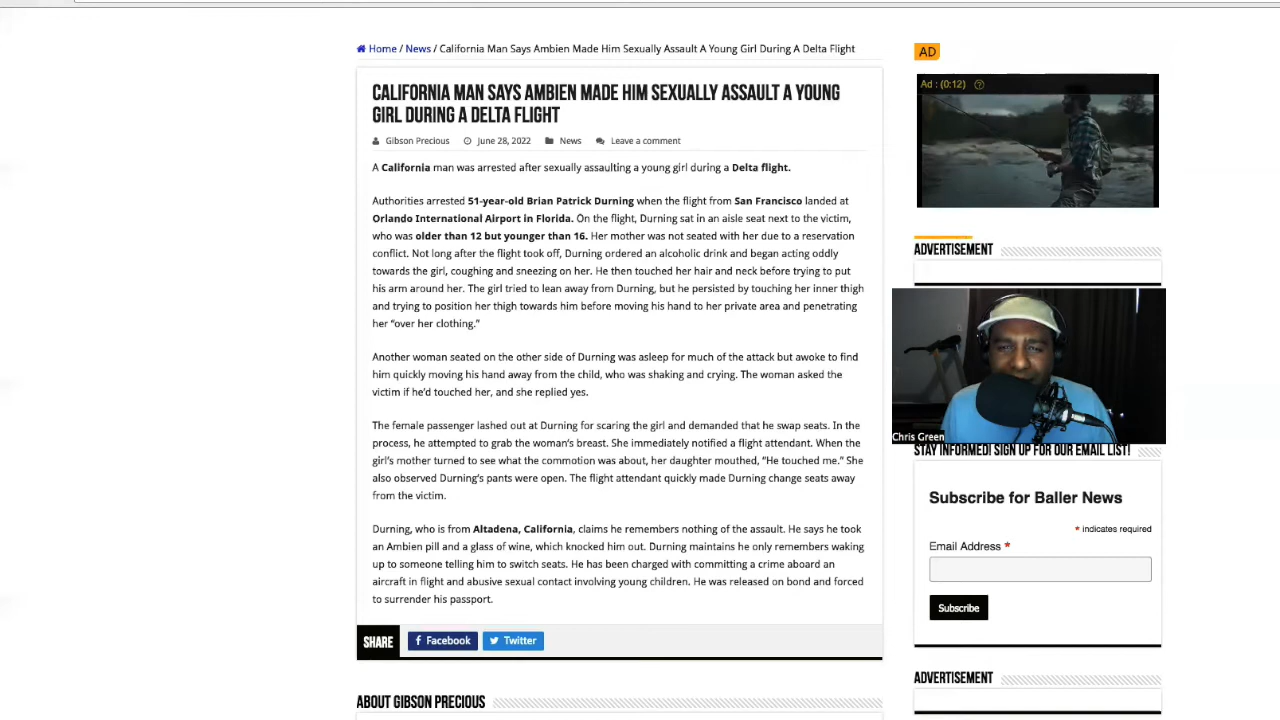 Home / News / California Man Says Ambien Made Him Sexually Assault A Young Girl During A Delta Flight
CALIFORNIA MAN SAYS AMBIEN MADE HIM SEXUALLY ASSAULT A YOUNG
GIRL DURING A DELTA FLIGHT
Gibson Precious June 28, 2022 News Leave a comment
A California man was arrested after sexually assaulting a young girl during a Delta flight.
Authorities arrested 51-year-old Brian Patrick Durning when the flight from San Francisco landed at
Orlando International Airport in Florida. On the flight, Durning sat in an aisle seat next to the victim,
who was older than 12 but younger than 16. Her mother was not seated with her due to a reservation
conflict. Not long after the flight took off, Durning ordered an alcoholic drink and began acting oddly
towards the girl, coughing and sneezing on her. He then touched her hair and neck before trying to put
his arm around her. The girl tried to lean away from Durning, but he persisted by touching her inner thigh
and trying to position her thigh towards him before moving his hand to her private area and penetrating
her “over her clothing.”
Another woman seated on the other side of Durning was asleep for much of the attack but awoke to find
him quickly moving his hand away from the child, who was shaking and crying. The woman asked the
victim if he’d touched her, and she replied yes.
The female passenger lashed out at Durning for scaring the girl and demanded that he swap seats. In the
process, he attempted to grab the woman’s breast. She immediately notified a flight attendant. When the
girl’s mother turned to see what the commotion was about, her daughter mouthed, “He touched me.” She
also observed Durning’s pants were open. The flight attendant quickly made Durning change seats away
from the victim.
Durning, who is from Altadena, California, claims he remembers nothing of the assault. He says he took
an Ambien pill and a glass of wine, which knocked him out. Durning maintains he only remembers waking
up to someone telling him to switch seats. He has been charged with committing a crime aboard an
aircraft in flight and abusive sexual contact involving young children. He was released on bond and forced
to surrender his passport.
SHARE Facebook Twitter
ABOUT GIBSON PRECIOUS
AD
Ad : (0:12)
ADVERTISEMENT
Chris Green
STAY INFORMED! SIGN UP FOR OUR EMAIL LIST!
Subscribe for Baller News
* indicates required
Email Address *
Subscribe
ADVERTISEMENT